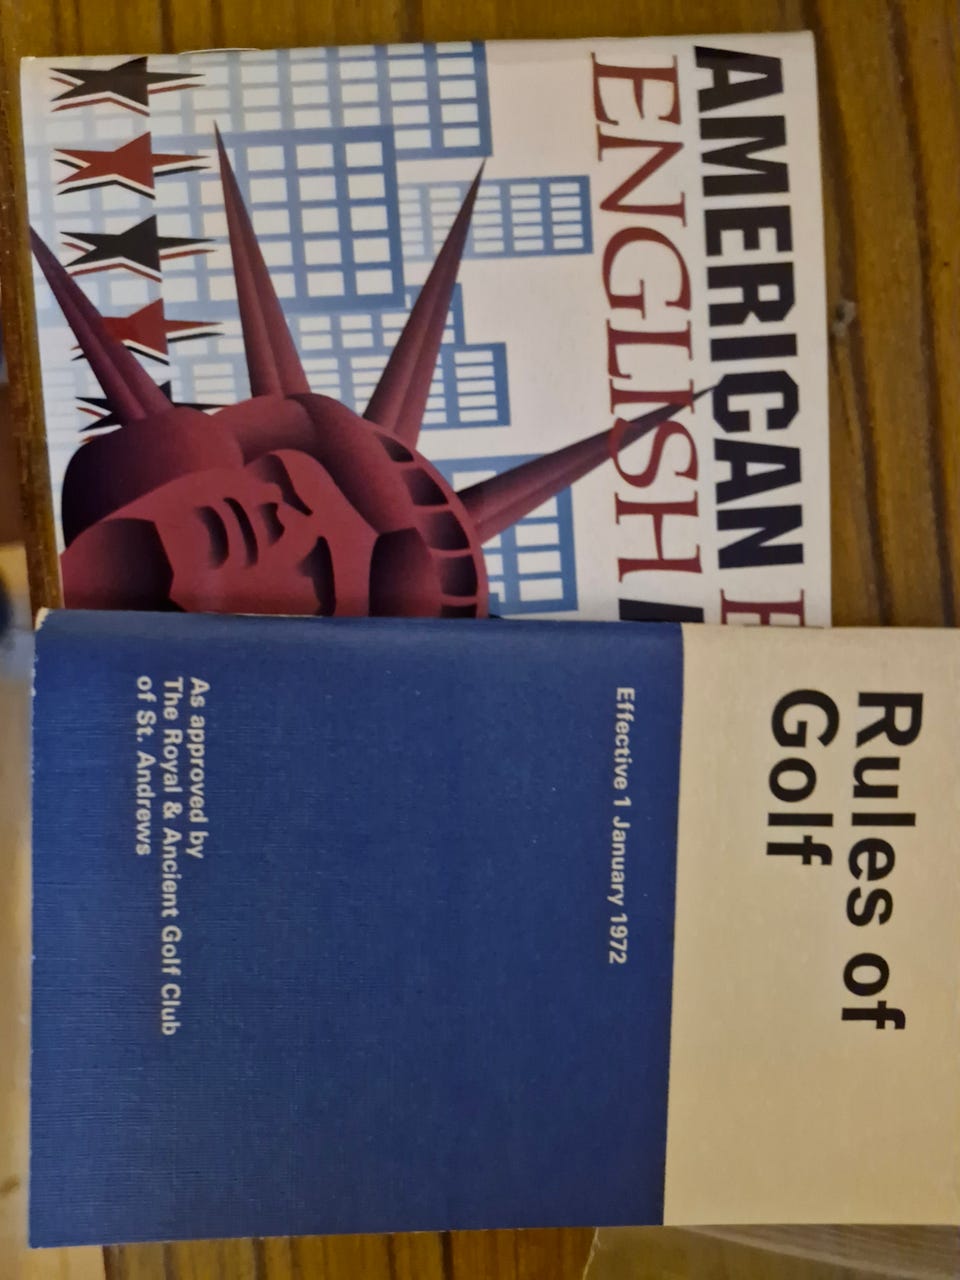 AMERICAN
ENGLISH
Rules of
Golf
Effective 1 January 1972
As approved by
The Royal & Ancient Golf Club
of St. Andrews